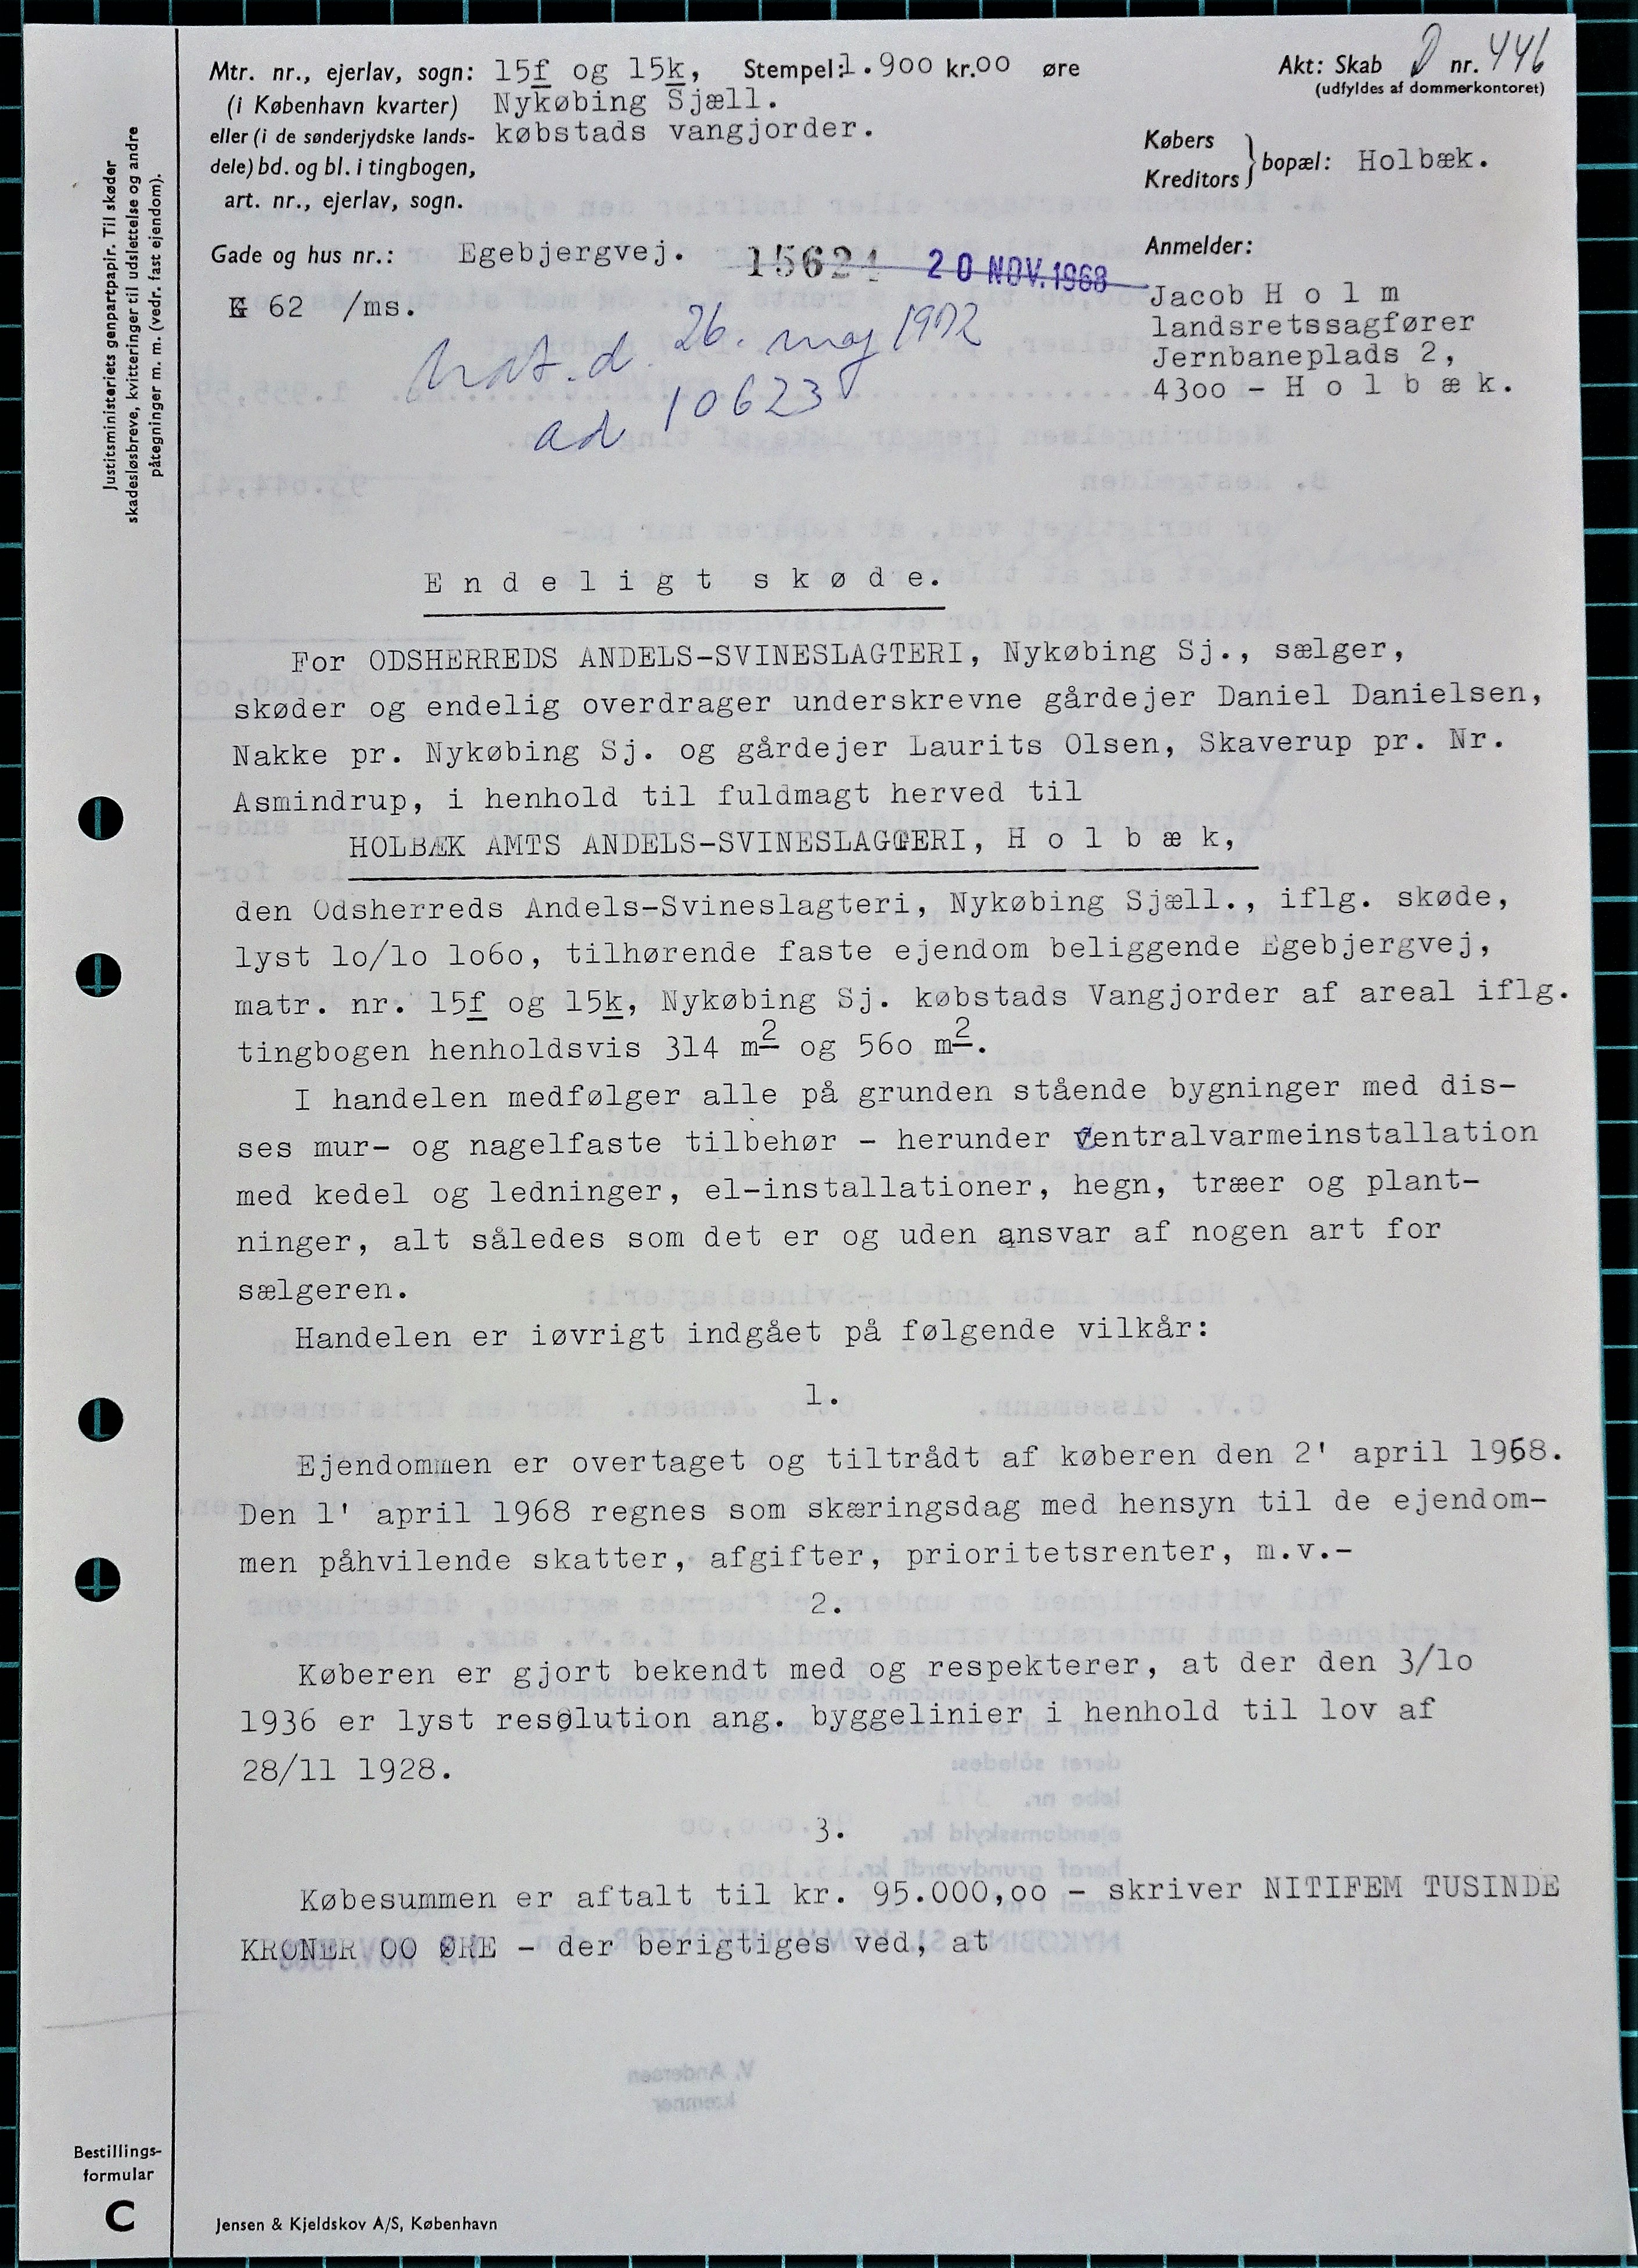 Mtr. nr., ejerlav, sogn: 15f og 15k, Stempel: 1.900 kr.00 øre
Akt: Skab D nr. 446
(i København kvarter) Nykøbing Sjæll.
(udfyldes af dommerkontoret)
eller (i de sønderjydske lands- købstads vangjorder.
dele) bd. og bl. i tingbogen,
art. nr., ejerlav, sogn.
Købers
Kreditors } bopæl: Holbæk.
Gade og hus nr.: Egebjergvej.
15621 20 NOV. 1968
Anmelder:
62 /ms.
Jacob H o l m
landsretssagfører
Jernbaneplads 2,
4300 - H o l b æ k.
26. maj 1972
ad 10623
Justitsministeriets genpartpapir. Til skøder
skadesløsbreve, kvitteringer til udslettelse og andre
påtegninger m. m. (vedr. fast ejendom).
E n d e l i g t s k ø d e.
For ODSHERREDS ANDELS-SVINESLAGTERI, Nykøbing Sj., sælger,
skøder og endelig overdrager underskrevne gårdejer Daniel Danielsen,
Nakke pr. Nykøbing Sj. og gårdejer Laurits Olsen, Skaverup pr. Nr.
Asmindrup, i henhold til fuldmagt herved til
HOLBÆK AMTS ANDELS-SVINESLAGTERI, H o l b æ k,
den Odsherreds Andels-Svineslagteri, Nykøbing Sjæll., iflg. skøde,
lyst lo/lo lo6o, tilhørende faste ejendom beliggende Egebjergvej,
matr. nr. 15f og 15k, Nykøbing Sj. købstads Vangjorder af areal iflg.
tingbogen henholdsvis 314 m2 og 56o m2.
I handelen medfølger alle på grunden stående bygninger med dis-
ses mur- og nagelfaste tilbehør - herunder centralvarmeinstallation
med kedel og ledninger, el-installationer, hegn, træer og plant-
ninger, alt således som det er og uden ansvar af nogen art for
sælgeren.
Handelen er iøvrigt indgået på følgende vilkår:
1.
Ejendommen er overtaget og tiltrådt af køberen den 2' april 1968.
Den 1' april 1968 regnes som skæringsdag med hensyn til de ejendom-
men påhvilende skatter, afgifter, prioritetsrenter, m.v.-
2.
Køberen er gjort bekendt med og respekterer, at der den 3/lo
1936 er lyst resolution ang. byggelinier i henhold til lov af
28/11 1928.
3.
Købesummen er aftalt til kr. 95.000,oo - skriver NITIFEM TUSINDE
KRONER OO ØRE - der berigtiges ved, at
Bestillings-
formular
C
Jensen & Kjeldskov A/S, København